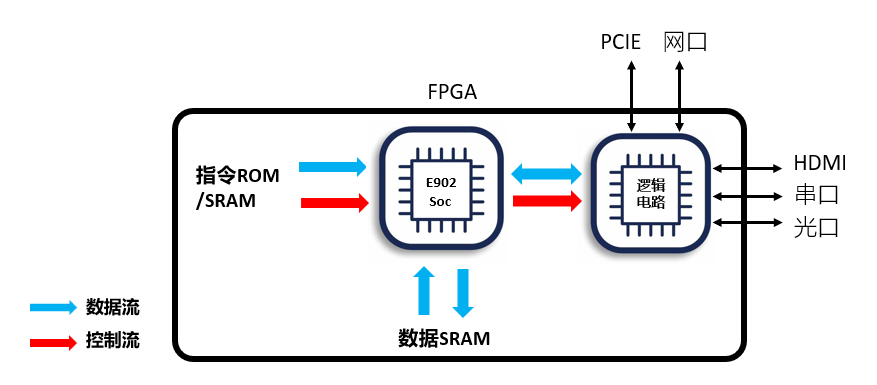 PCIE 网口
FPGA
指令ROM
/SRAM
E902
Soc
逻辑
电路
HDMI
串口
光口
数据SRAM
数据流
控制流